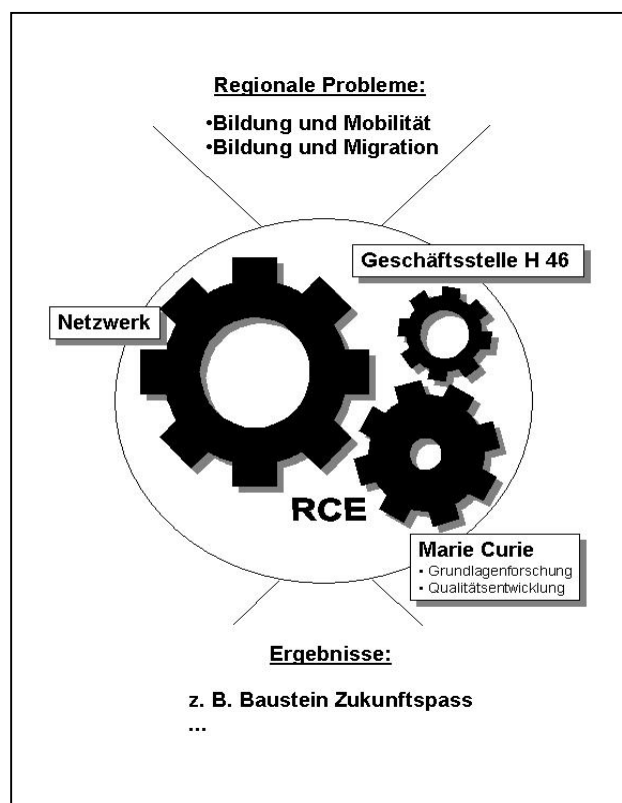 Regionale Probleme:
•Bildung und Mobilität
•Bildung und Migration
Geschäftsstelle H 46
Netzwerk
RCE
Marie Curie
▪ Grundlagenforschung
▪ Qualitätsentwicklung
Ergebnisse:
z. B. Baustein Zukunftspass
...